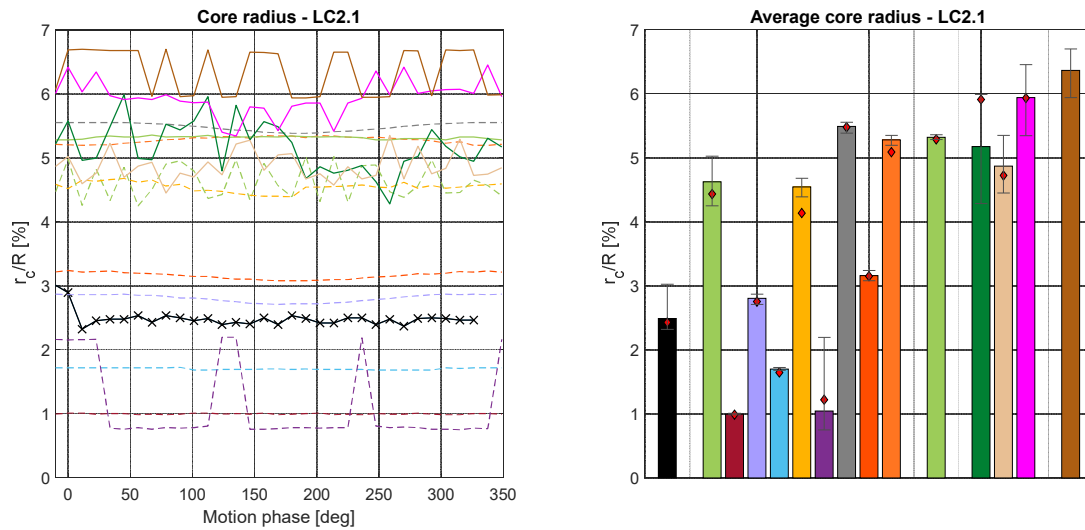 Core radius - LC2.1
7
6
5
4
3
2
1
0
r_c/R [%]
0 50 100 150 200 250 300 350
Motion phase [deg]
Average core radius - LC2.1
7
6
5
4
3
2
1
0
r_c/R [%]